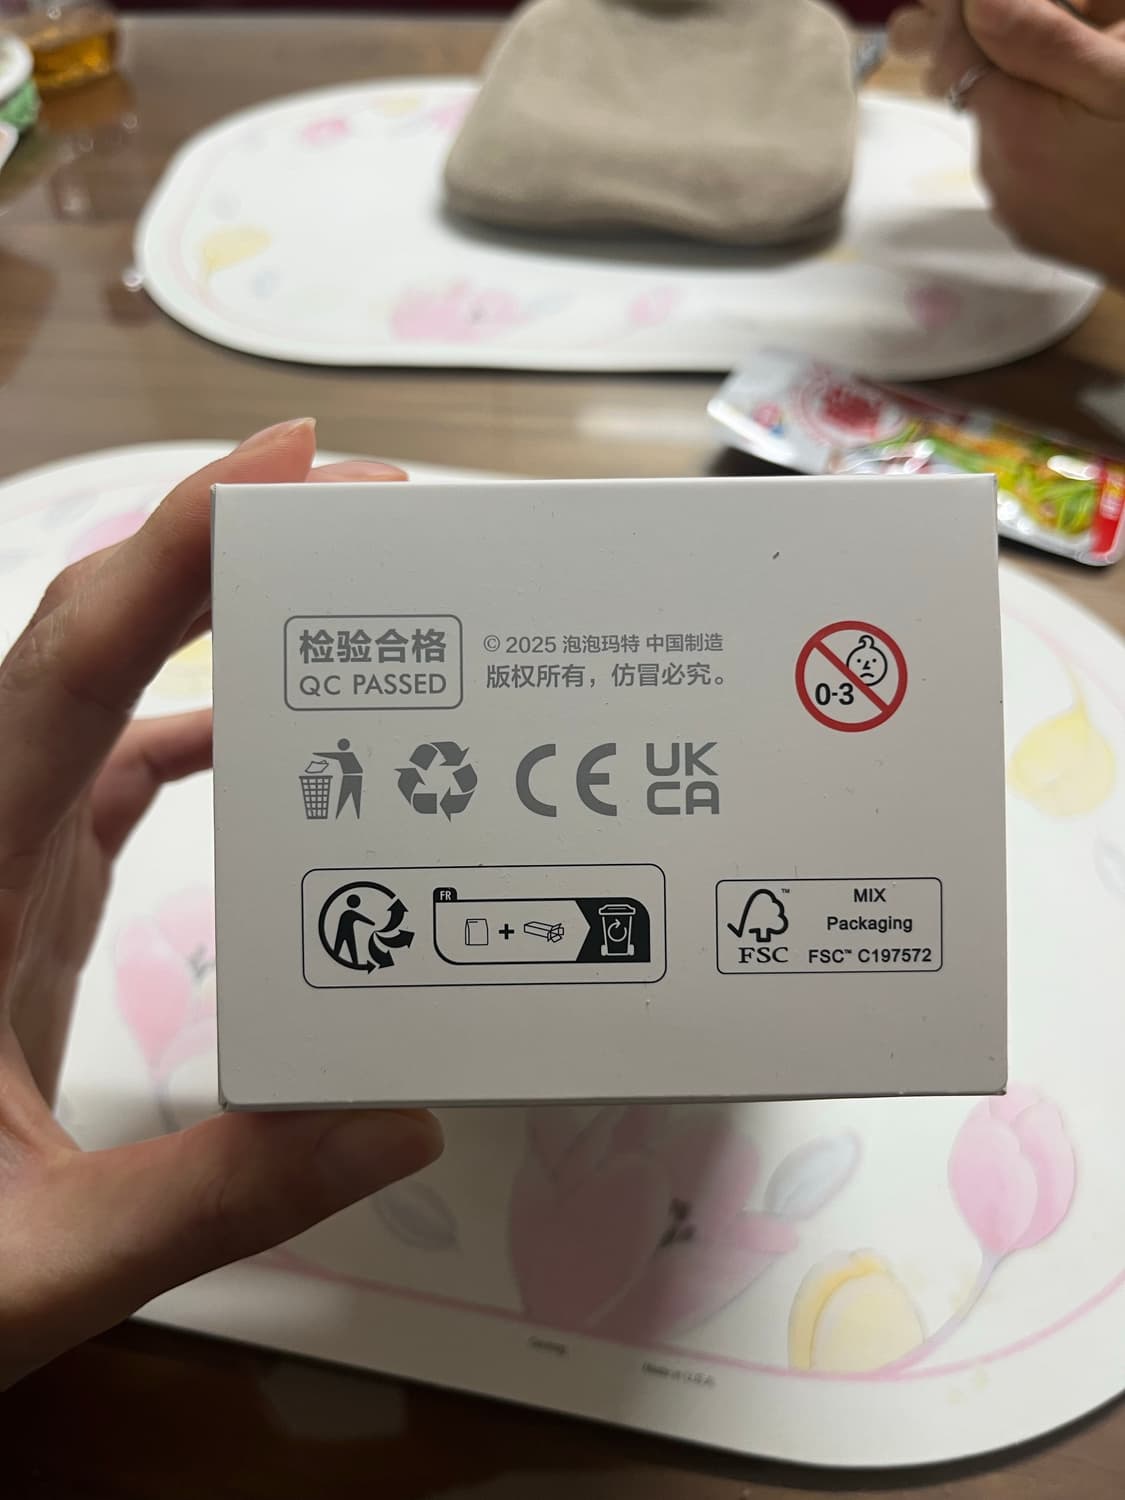 检验合格
QC PASSED
© 2025 泡泡玛特 中国制造
版权所有，仿冒必究。
0-3
CE
UK
CA
FR
+
FSC™
MIX
Packaging
FSC™ C197572